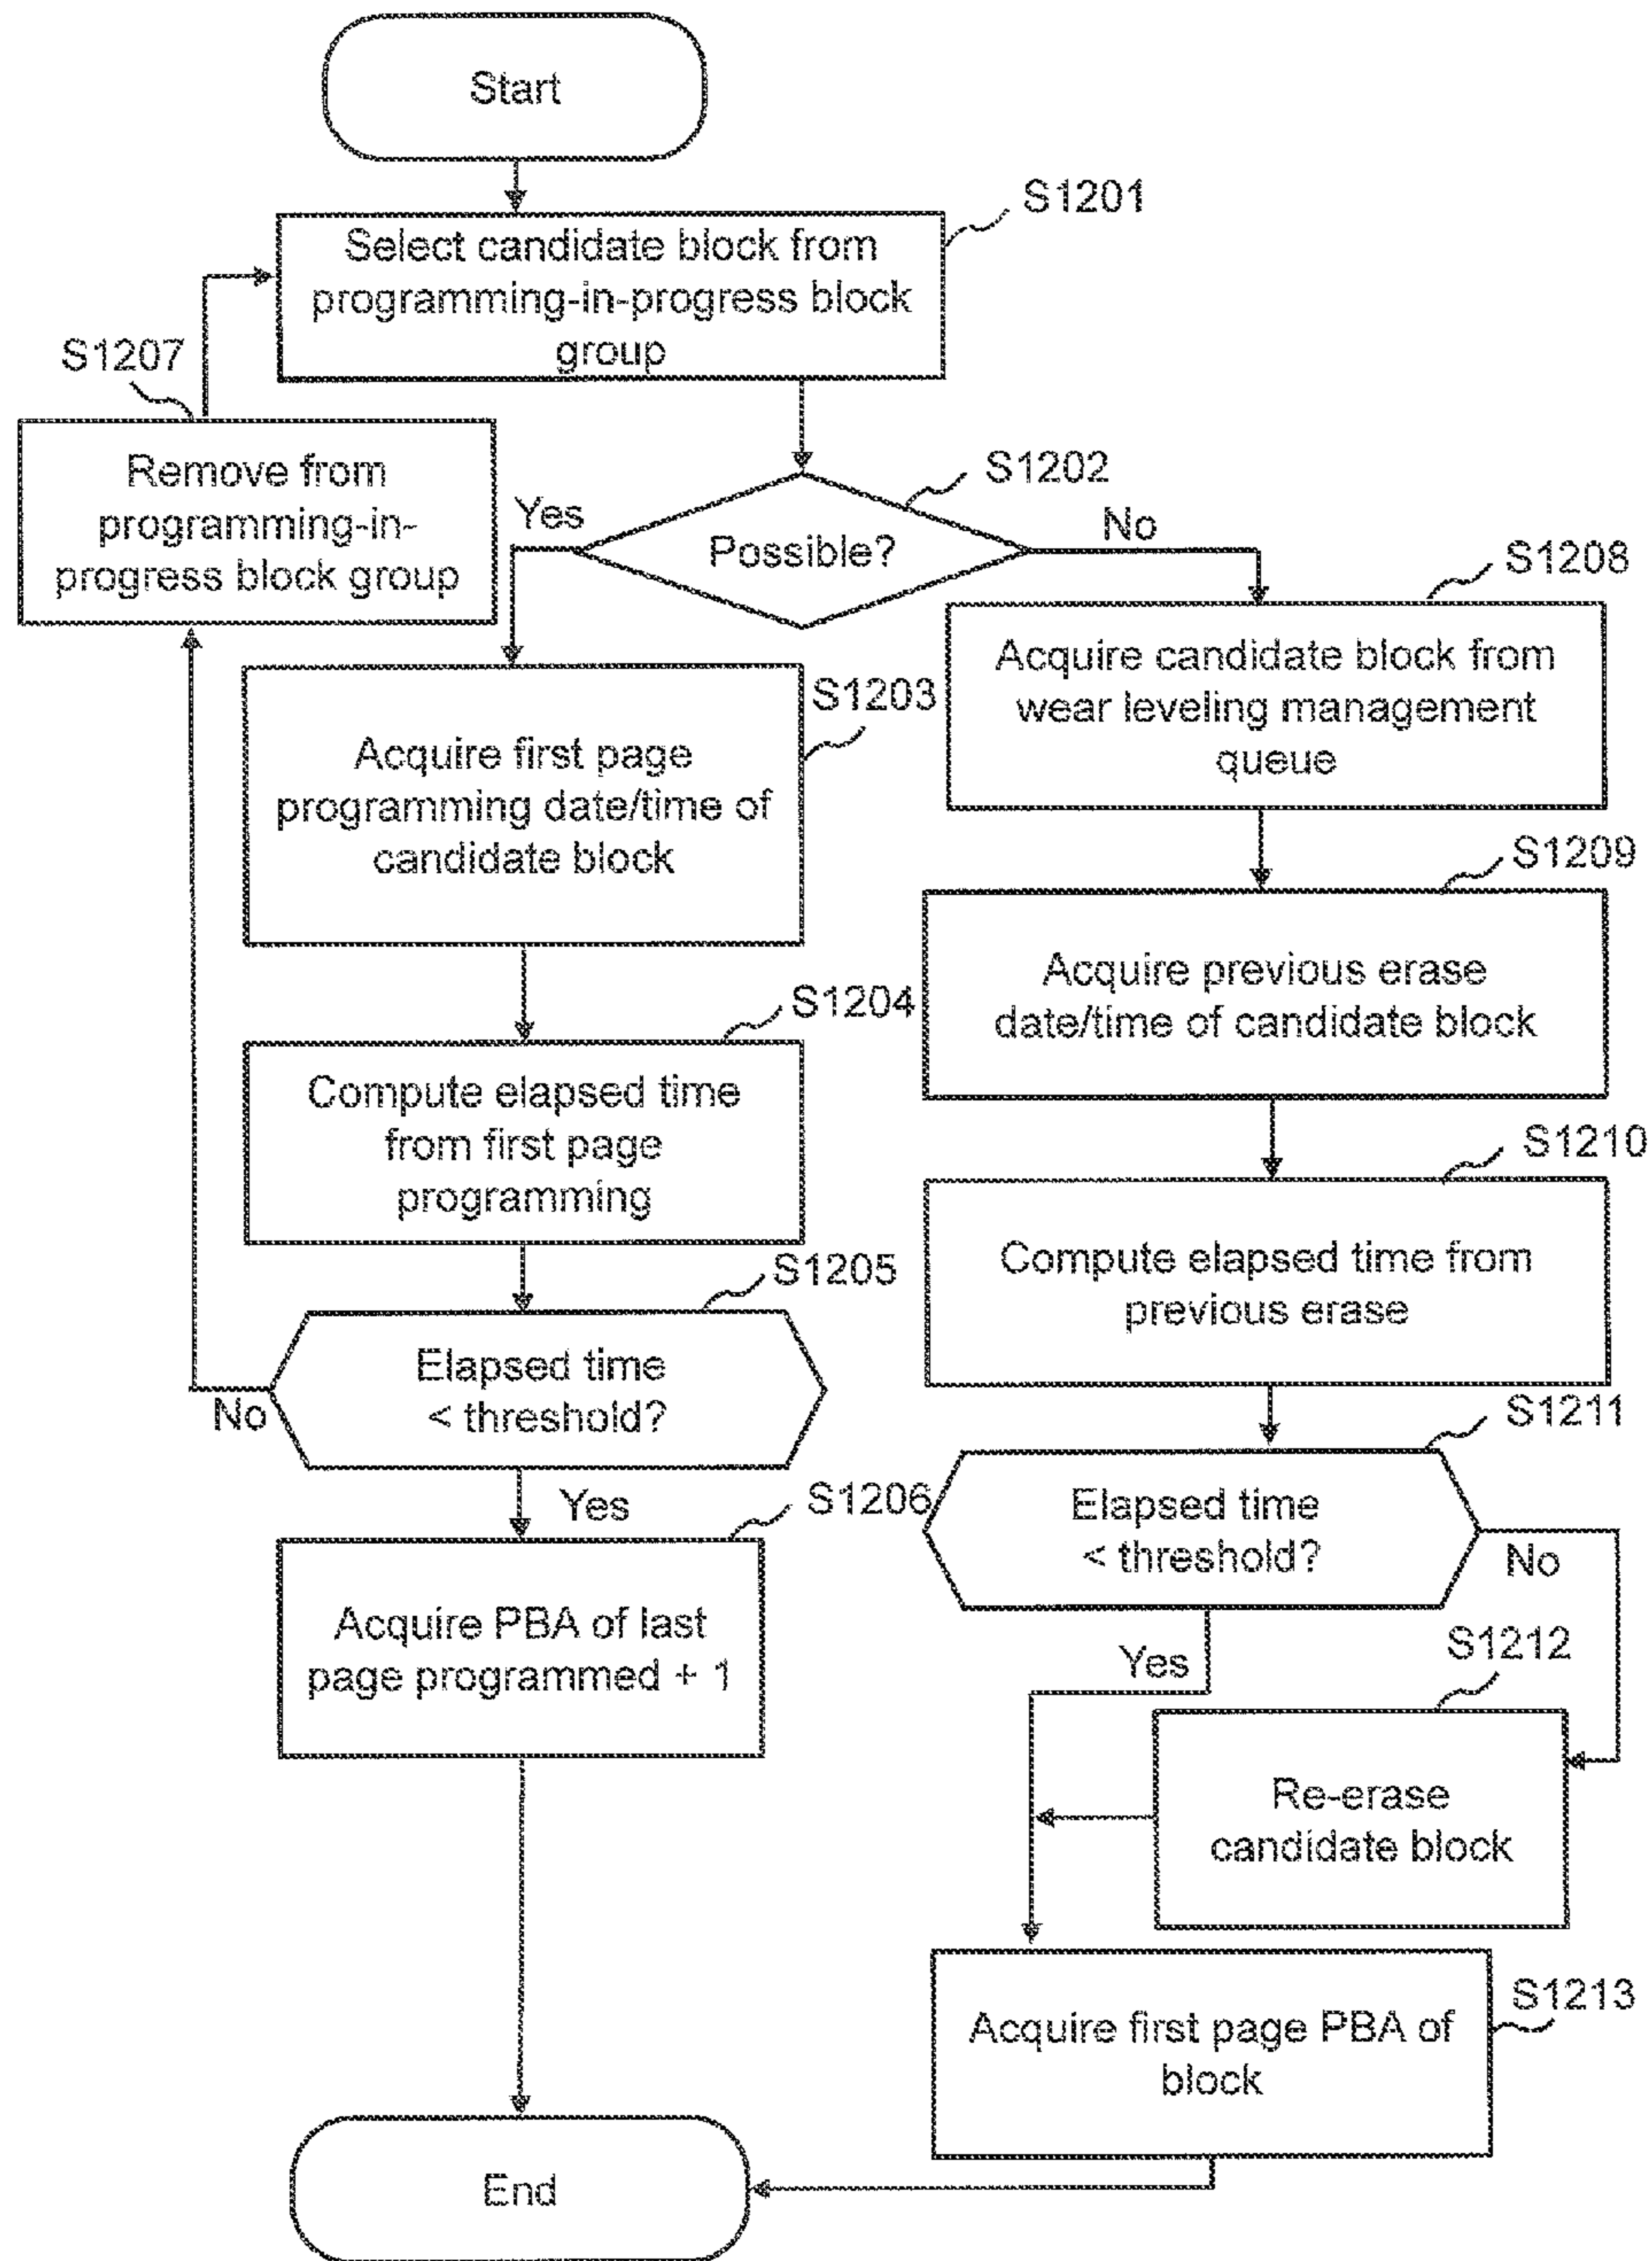 Start
S1201
Select candidate block from
programming-in-progress block
group
S1207
Remove from
programming-in-
progress block group
S1202
Yes
Possible?
No
S1208
Acquire candidate block from
wear leveling management
queue
S1203
Acquire first page
programming date/time of
candidate block
S1209
Acquire previous erase
date/time of candidate block
S1204
Compute elapsed time
from first page
programming
S1210
Compute elapsed time from
previous erase
S1205
Elapsed time
< threshold?
No
Yes
S1211
Elapsed time
< threshold?
No
Yes
S1206
Acquire PBA of last
page programmed + 1
S1212
Re-erase
candidate block
S1213
Acquire first page PBA of
block
End